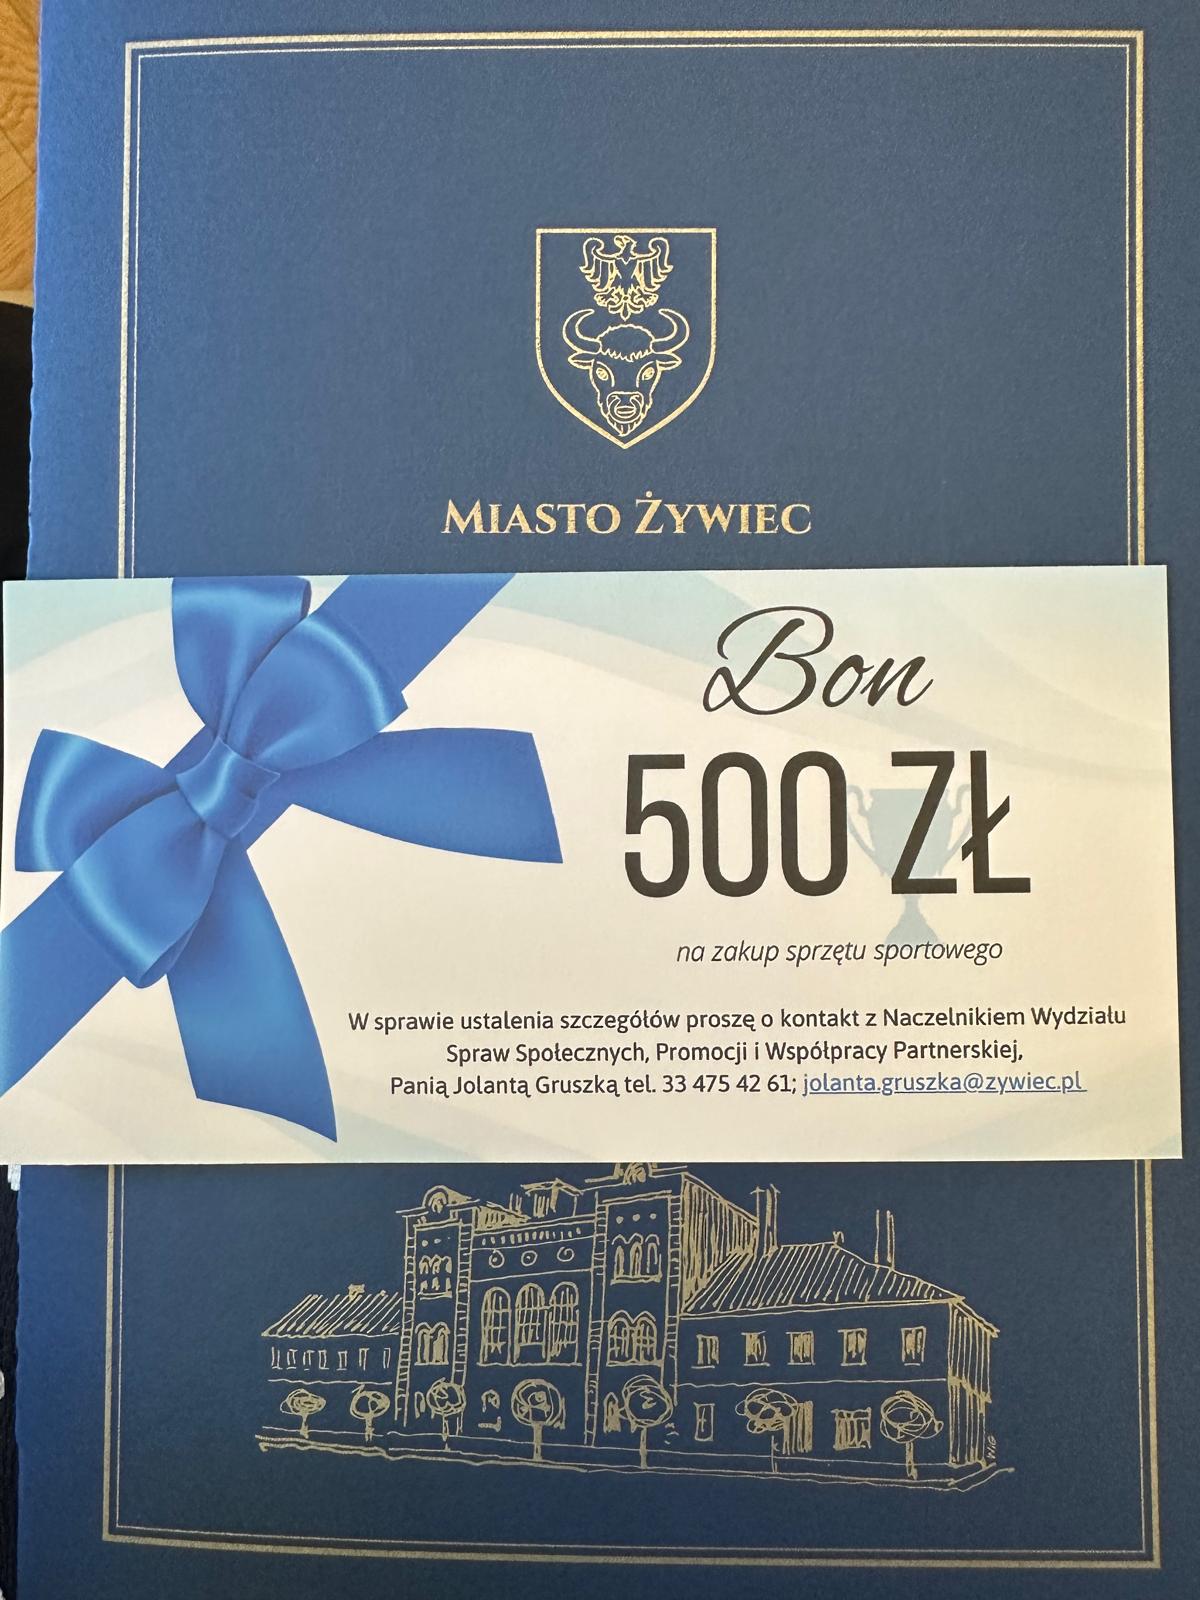 MIASTO ŻYWIEC
Bon
500 ZŁ
na zakup sprzętu sportowego
W sprawie ustalenia szczegółów proszę o kontakt z Naczelnikiem Wydziału
Spraw Społecznych, Promocji i Współpracy Partnerskiej,
Panią Jolantą Gruszką tel. 33 475 42 61; jolanta.gruszka@zywiec.pl